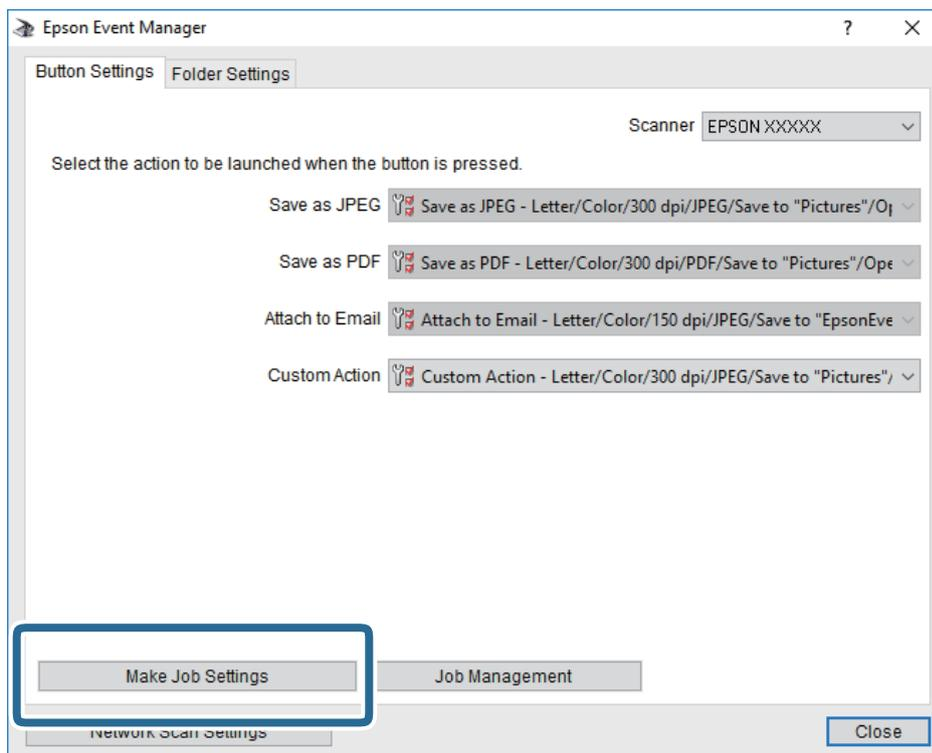 Epson Event Manager
Button Settings Folder Settings
Scanner EPSON XXXXX
Select the action to be launched when the button is pressed.
Save as JPEG Save as JPEG - Letter/Color/300 dpi/JPEG/Save to "Pictures"/Op
Save as PDF Save as PDF - Letter/Color/300 dpi/PDF/Save to "Pictures"/Ope
Attach to Email Attach to Email - Letter/Color/150 dpi/JPEG/Save to "EpsonEve
Custom Action Custom Action - Letter/Color/300 dpi/JPEG/Save to "Pictures"/
Make Job Settings Job Management
Network Scan Settings Close